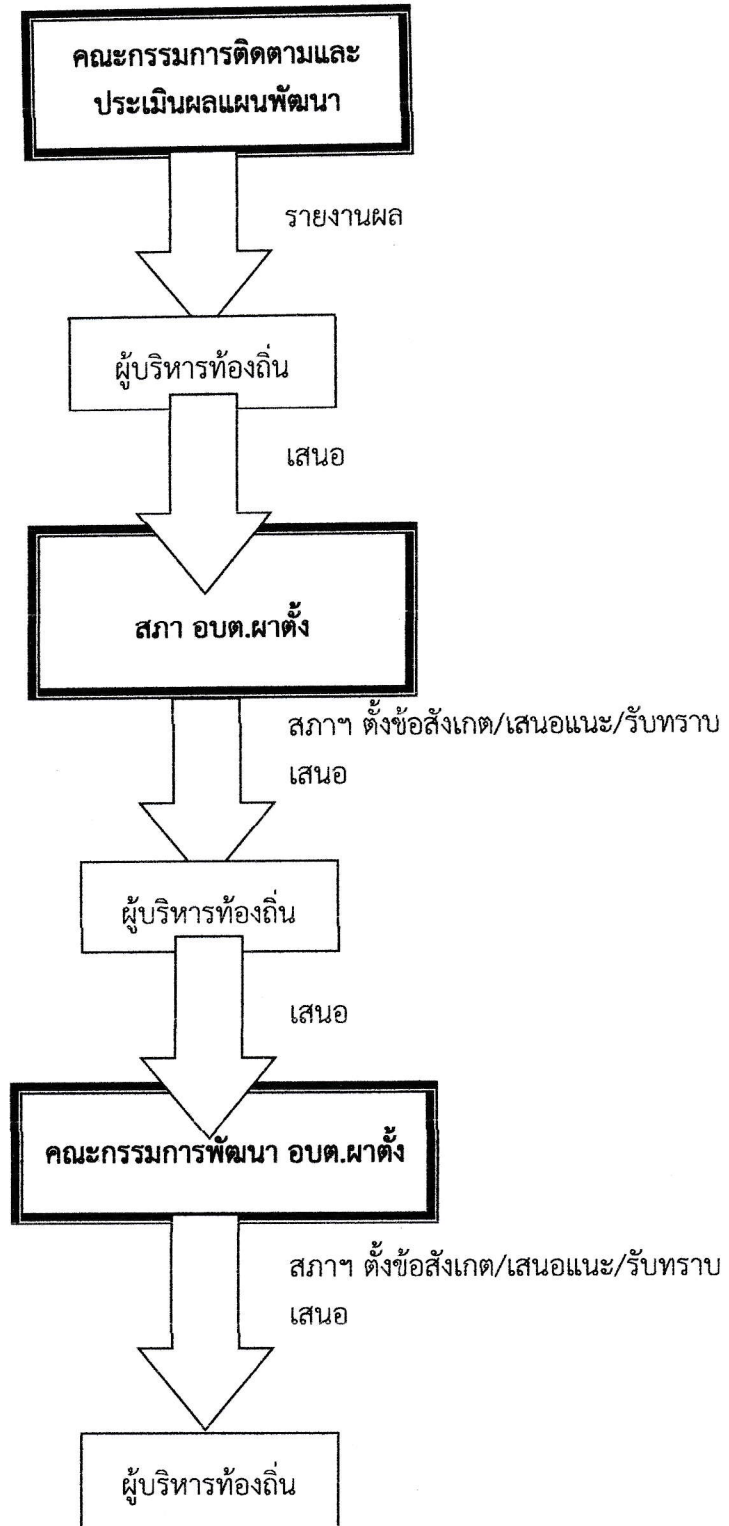 คณะกรรมการติดตามและ
ประเมินผลแผนพัฒนา
รายงานผล
ผู้บริหารท้องถิ่น
เสนอ
สภา อบต.ผาตั้ง
สภาฯ ตั้งข้อสังเกต/เสนอแนะ/รับทราบ
เสนอ
ผู้บริหารท้องถิ่น
เสนอ
คณะกรรมการพัฒนา อบต.ผาตั้ง
สภาฯ ตั้งข้อสังเกต/เสนอแนะ/รับทราบ
เสนอ
ผู้บริหารท้องถิ่น